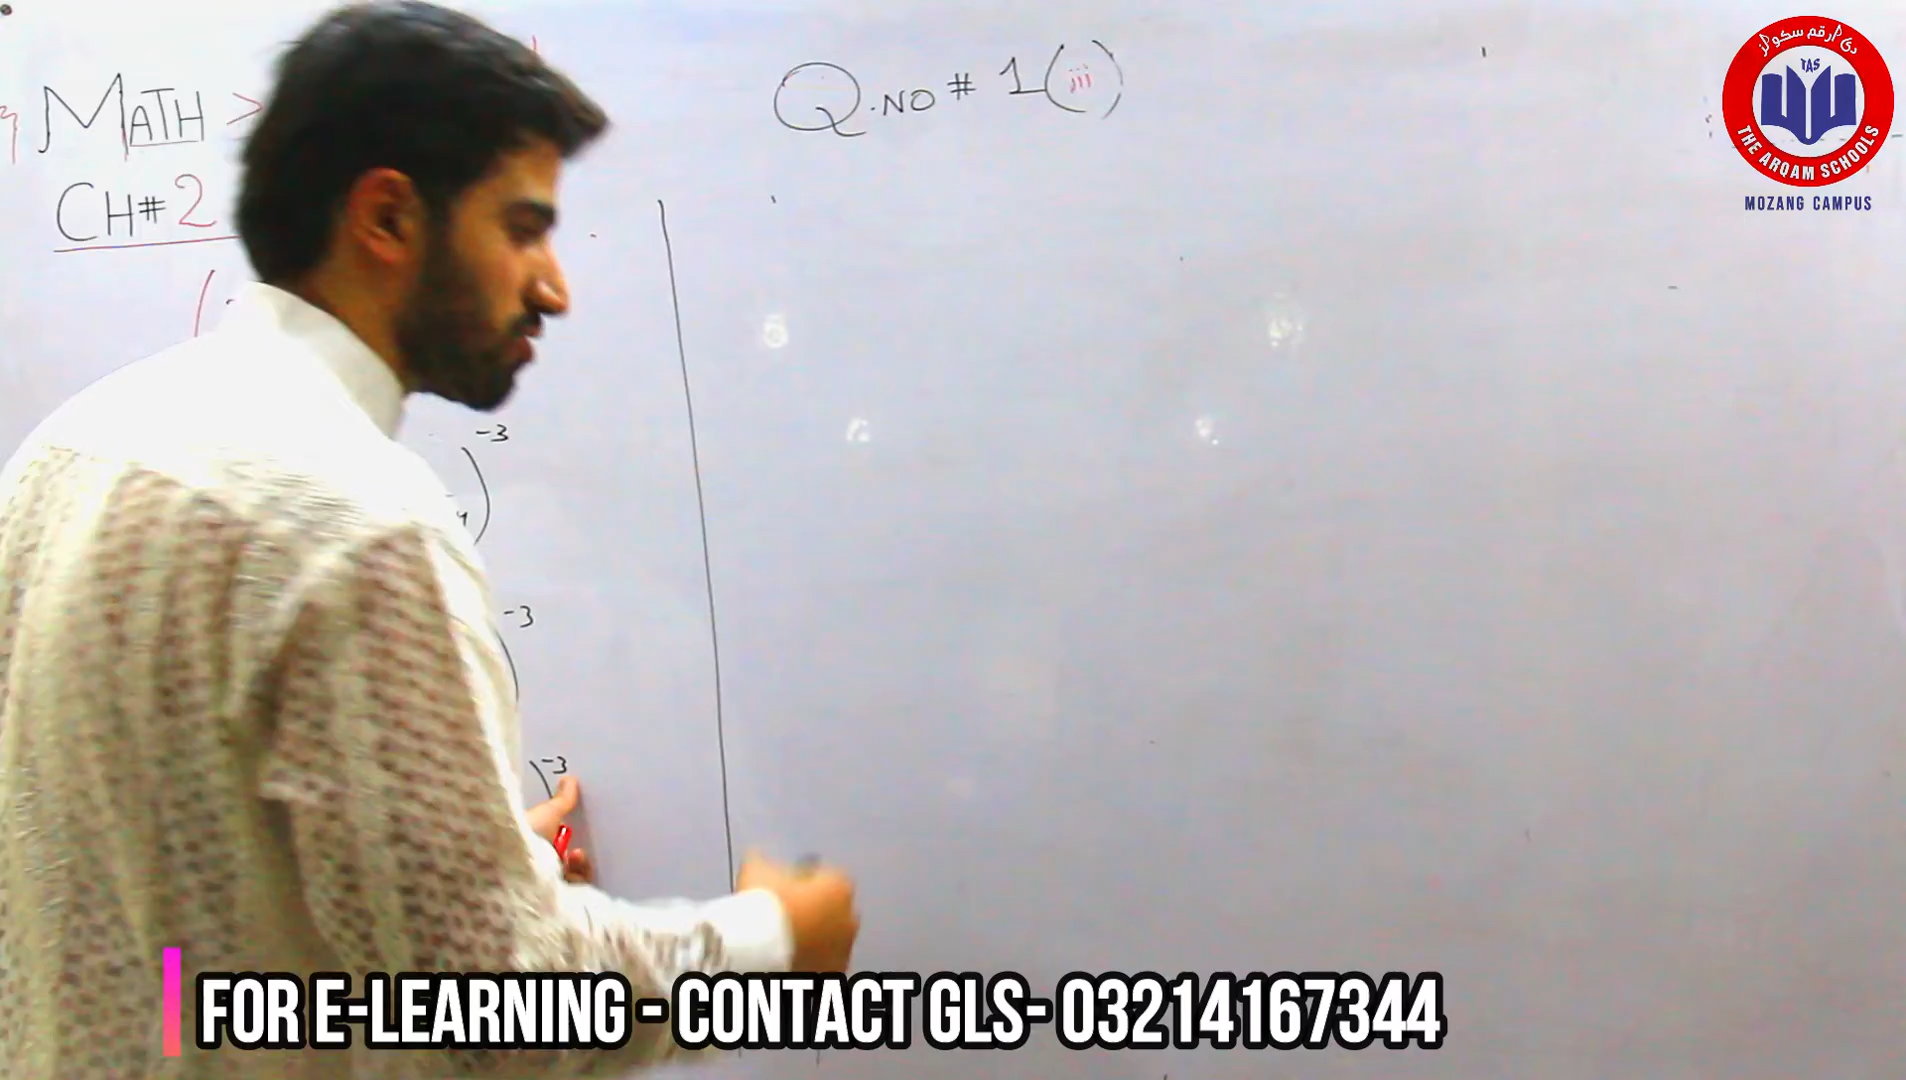 MATH >
CH# 2
Q.NO # 1(iii)
-3
-3
-3
دی ارقم سکولز
TAS
THE ARQAM SCHOOLS
MOZANG CAMPUS
FOR E-LEARNING - CONTACT GLS- 03214167344